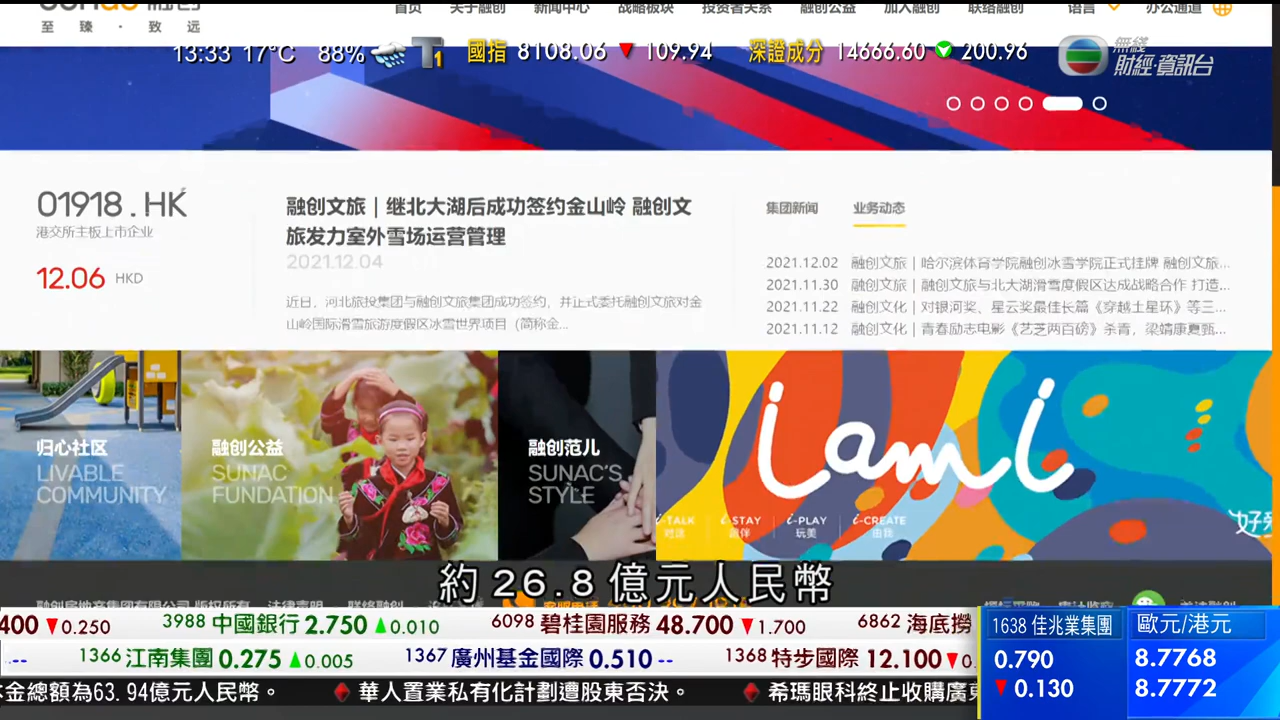 sunac 融创
首页 关于融创 新闻中心 战略板块 投资者关系 融创公益 加入融创 联络融创 语言 办公通道
至 臻 · 致 远
13:33 17°C 88% T1 國指 8108.06 ▼ 109.94 深證成分 14666.60 200.96
無綫
財經·資訊台
01918.HK
港交所主板上市企业
12.06 HKD
融创文旅｜继北大湖后成功签约金山岭 融创文
旅发力室外雪场运营管理
2021.12.04
近日，河北旅投集团与融创文旅集团成功签约，并正式委托融创文旅对金
山岭国际滑雪旅游度假区冰雪世界项目（简称金...
集团新闻 业务动态
2021.12.02 融创文旅｜哈尔滨体育学院融创冰雪学院正式挂牌 融创文旅...
2021.11.30 融创文旅｜融创文旅与北大湖滑雪度假区达成战略合作 打造...
2021.11.22 融创文化｜对银河奖、星云奖最佳长篇《穿越土星环》等三...
2021.11.12 融创文化｜青春励志电影《艺芝两百磅》杀青，梁靖康夏甄...
归心社区
LIVABLE
COMMUNITY
融创公益
SUNAC
FOUNDATION
融创范儿
SUNAC'S
STYLE
i am i
i-TALK i-STAY i-PLAY i-CREATE
玩美
约26.8億元人民幣
400 ▼0.250 3988 中國銀行 2.750 ▲0.010 6098 碧桂園服務 48.700 ▼1.700 6862 海底撈
-- 1366 江南集團 0.275 ▲0.005 1367 廣州基金國際 0.510 -- 1368 特步國際 12.100 ▼0.
本金總額為63.94億元人民幣。 ◆ 華人置業私有化計劃遭股東否決。 ◆ 希瑪眼科終止收購廣東
1638 佳兆業集團
0.790
▼ 0.130
歐元/港元
8.7768
8.7772